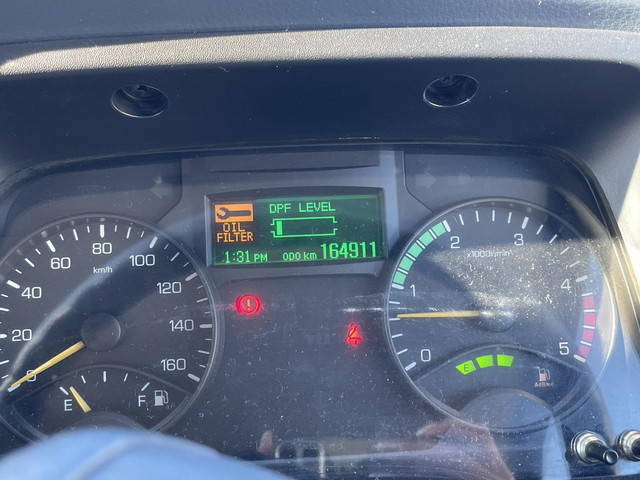 DPF LEVEL
OIL
FILTER
1:31 PM ODO km 164911
0
20
40
60
80
100
120
140
160
km/h
E
F
0
1
2
3
4
5
x1000r/min
E
AdBlue